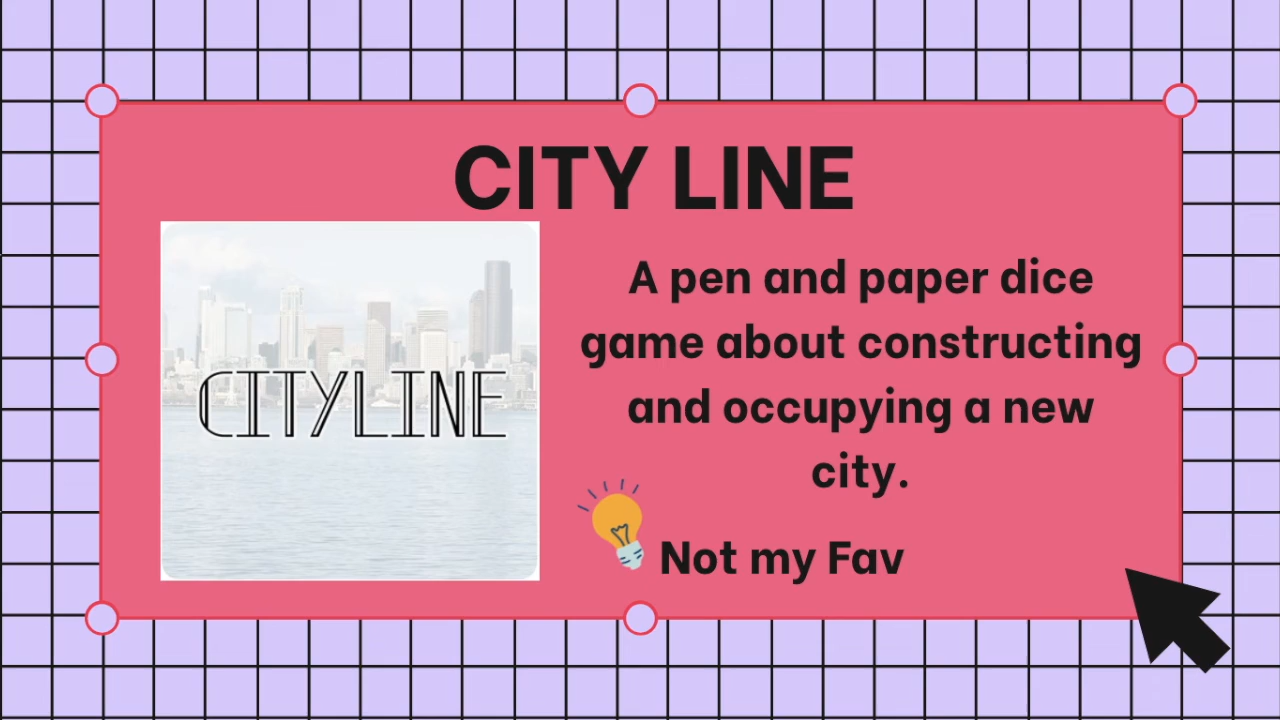 CITY LINE
CITYLINE
A pen and paper dice
game about constructing
and occupying a new
city.
Not my Fav